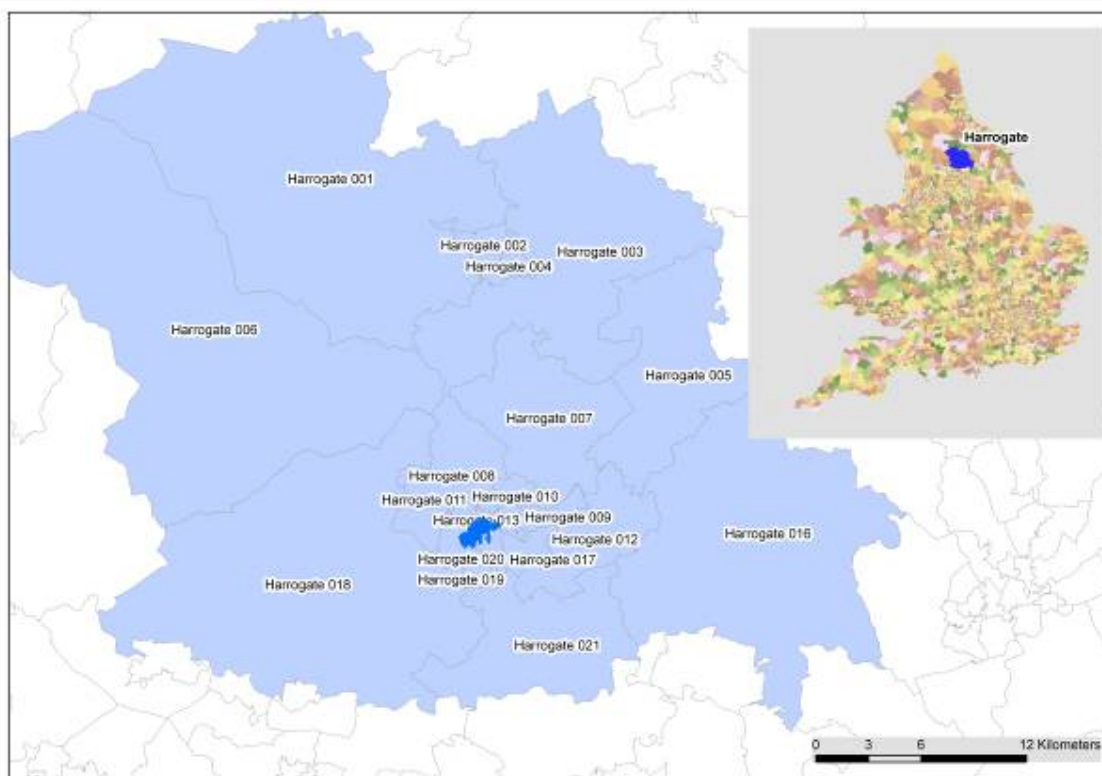 Harrogate
Harrogate 001
Harrogate 002
Harrogate 003
Harrogate 004
Harrogate 006
Harrogate 005
Harrogate 007
Harrogate 008
Harrogate 011
Harrogate 010
Harrogate 013
Harrogate 009
Harrogate 012
Harrogate 016
Harrogate 020
Harrogate 017
Harrogate 019
Harrogate 018
Harrogate 021
0 3 6 12 Kilometers